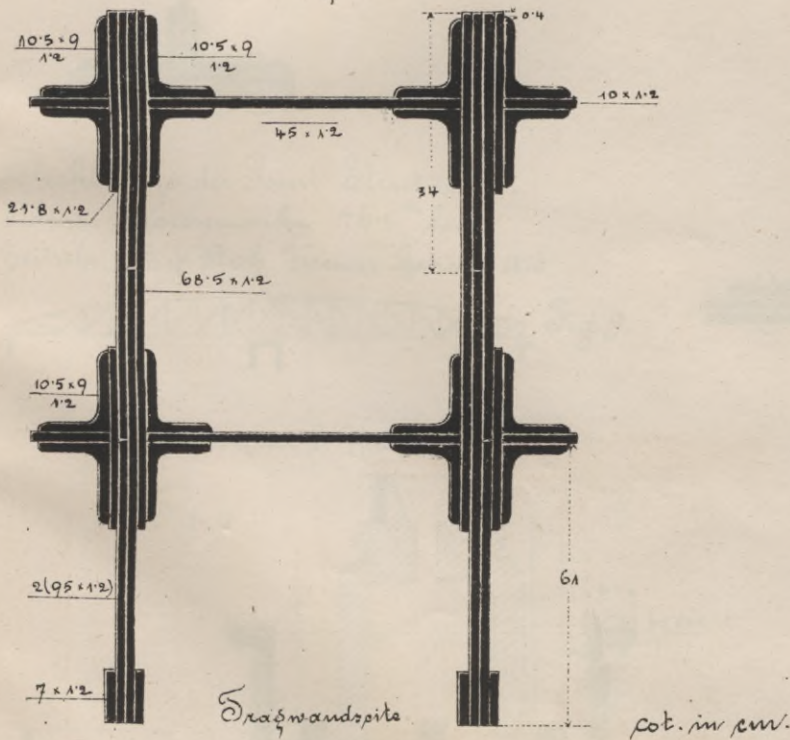 0·4
10·5 × 9
1·2
10·5 × 9
1·2
10 × 1·2
45 × 1·2
34
21·8 × 1·2
68·5 × 1·2
10·5 × 9
1·2
2(95 × 1·2)
61
7 × 1·2
Tragwandseite
cot. in cm.